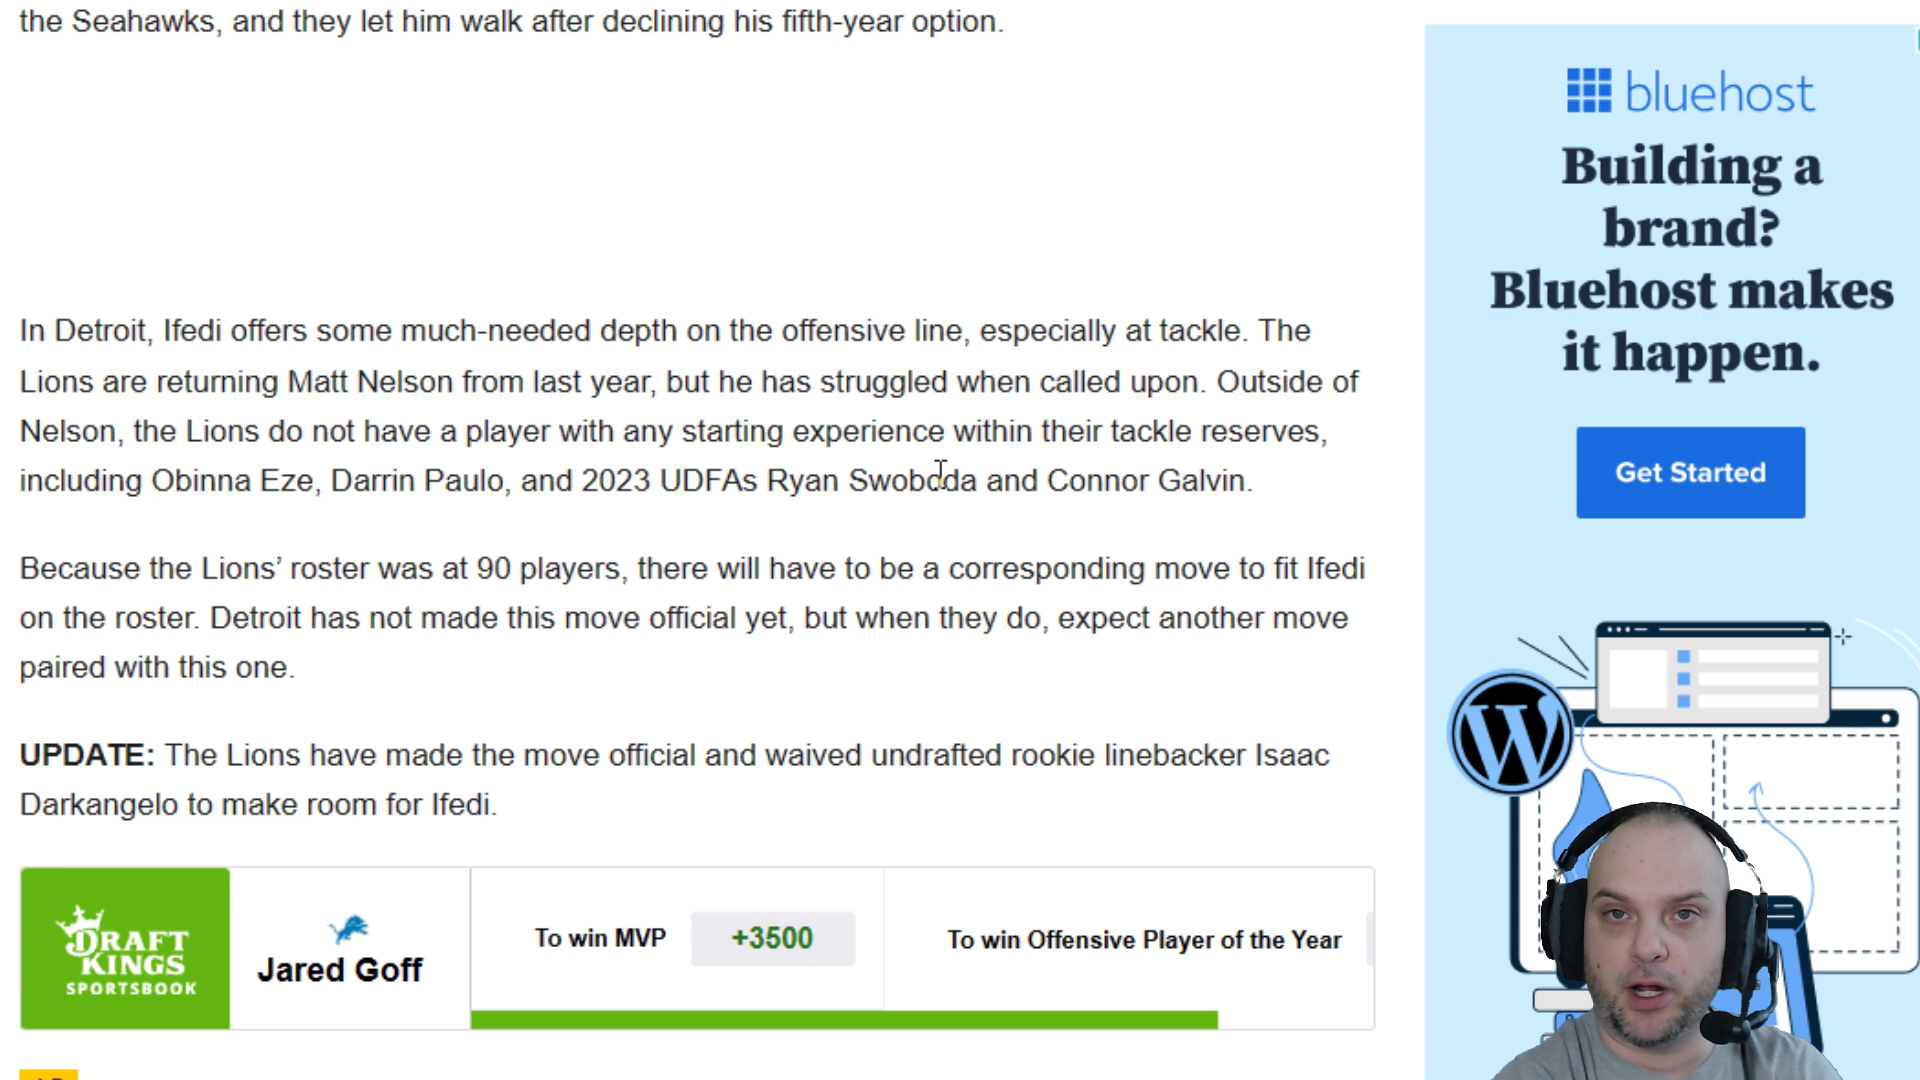 the Seahawks, and they let him walk after declining his fifth-year option.
In Detroit, Ifedi offers some much-needed depth on the offensive line, especially at tackle. The
Lions are returning Matt Nelson from last year, but he has struggled when called upon. Outside of
Nelson, the Lions do not have a player with any starting experience within their tackle reserves,
including Obinna Eze, Darrin Paulo, and 2023 UDFAs Ryan Swoboda and Connor Galvin.
Because the Lions’ roster was at 90 players, there will have to be a corresponding move to fit Ifedi
on the roster. Detroit has not made this move official yet, but when they do, expect another move
paired with this one.
UPDATE: The Lions have made the move official and waived undrafted rookie linebacker Isaac
Darkangelo to make room for Ifedi.
DRAFT
KINGS
SPORTSBOOK
Jared Goff
To win MVP
+3500
To win Offensive Player of the Year
bluehost
Building a
brand?
Bluehost makes
it happen.
Get Started
W